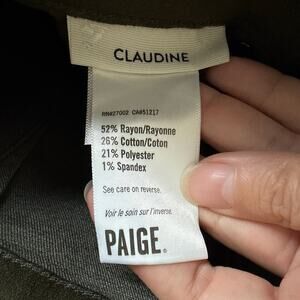 CLAUDINE
RN#27002 CA#51217
52% Rayon/Rayonne
26% Cotton/Coton
21% Polyester
1% Spandex
See care on reverse.
Voir le soin sur l'inverse.
PAIGE®